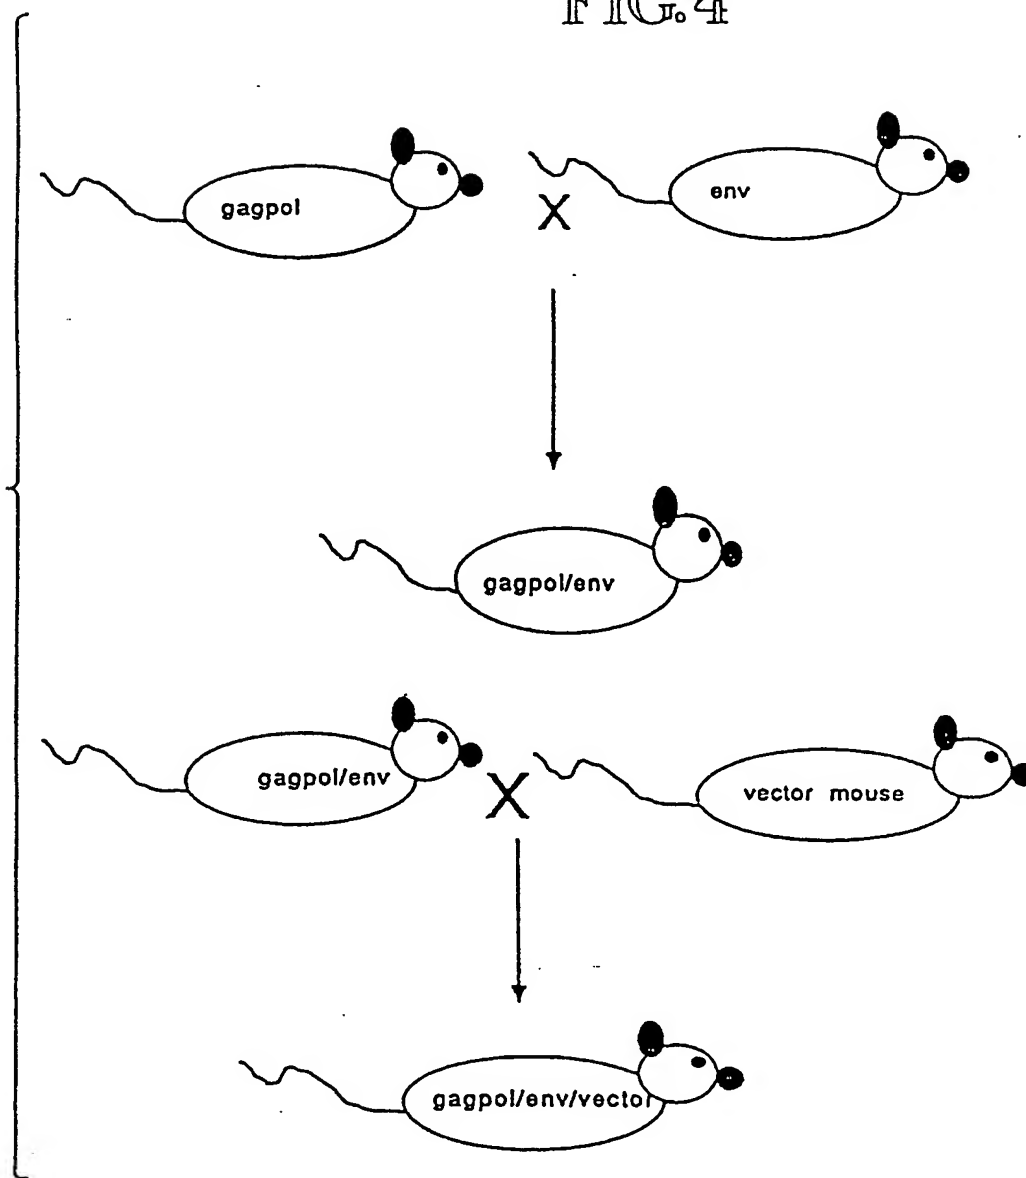 FIG.4
gagpol
X
env
gagpol/env
gagpol/env
X
vector mouse
gagpol/env/vector